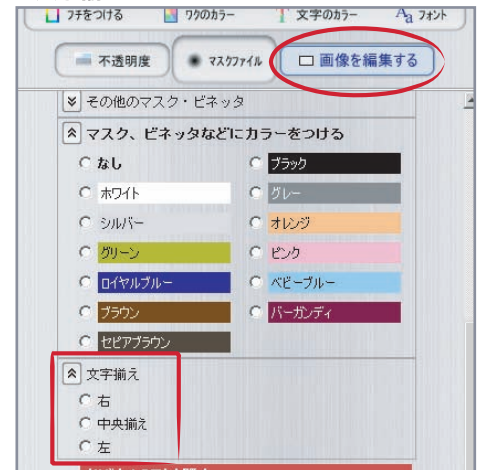 フチをつける ワクのカラー 文字のカラー Aa フォント
不透明度 マスクファイル 画像を編集する
その他のマスク・ビネッタ
マスク、ビネッタなどにカラーをつける
なし ブラック
ホワイト グレー
シルバー オレンジ
グリーン ピンク
ロイヤルブルー ベビーブルー
ブラウン バーガンディ
セピアブラウン
文字揃え
右
中央揃え
左